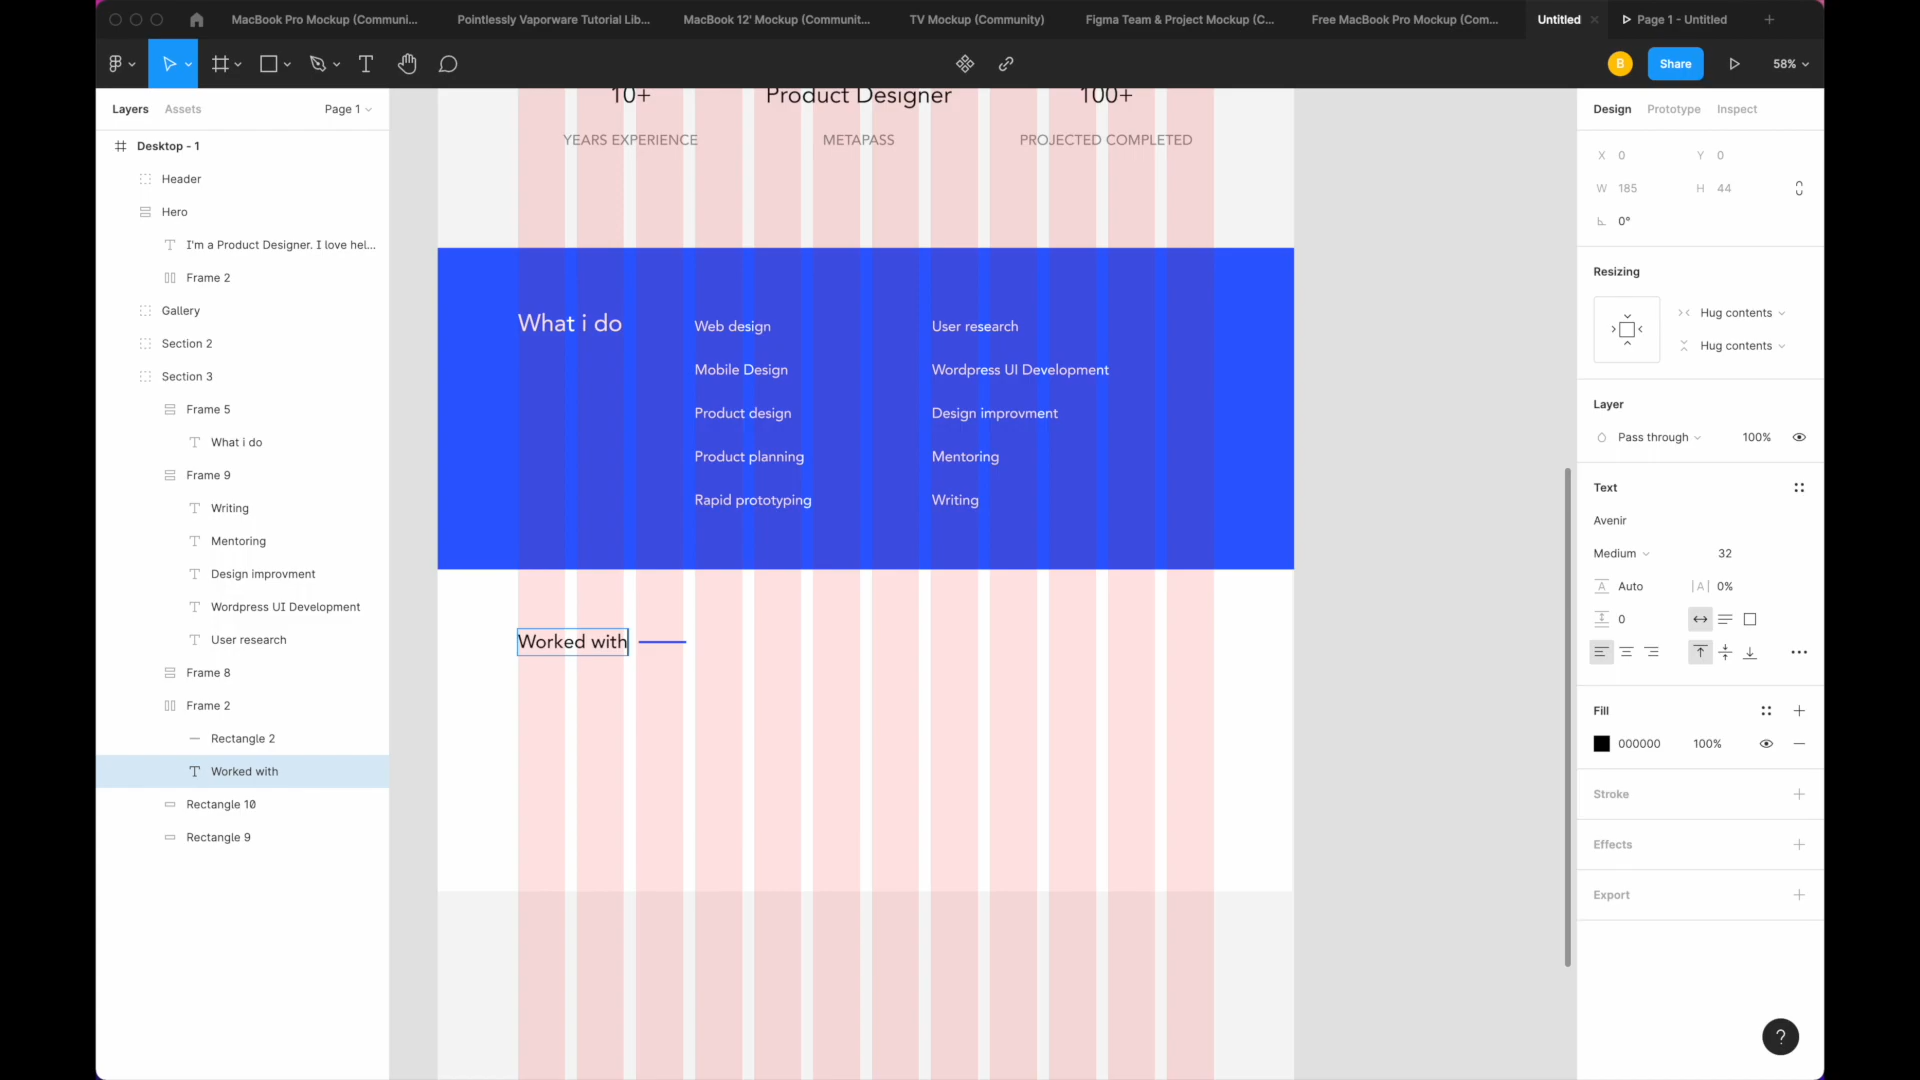 MacBook Pro Mockup (Communi...
Pointlessly Vaporware Tutorial Lib...
MacBook 12' Mockup (Communit...
TV Mockup (Community)
Figma Team & Project Mockup (C...
Free MacBook Pro Mockup (Com...
Untitled
Page 1 - Untitled
B
Share
58%
Layers
Assets
Page 1
Desktop - 1
Header
Hero
I'm a Product Designer. I love hel...
Frame 2
Gallery
Section 2
Section 3
Frame 5
What i do
Frame 9
Writing
Mentoring
Design improvment
Wordpress UI Development
User research
Frame 8
Frame 2
Rectangle 2
Worked with
Rectangle 10
Rectangle 9
10+
Product Designer
100+
YEARS EXPERIENCE
METAPASS
PROJECTED COMPLETED
What i do
Web design
User research
Mobile Design
Wordpress UI Development
Product design
Design improvment
Product planning
Mentoring
Rapid prototyping
Writing
Worked with
Design
Prototype
Inspect
X 0
Y 0
W 185
H 44
0°
Resizing
Hug contents
Hug contents
Layer
Pass through
100%
Text
Avenir
Medium
32
Auto
|A| 0%
0
Fill
000000
100%
Stroke
Effects
Export
?